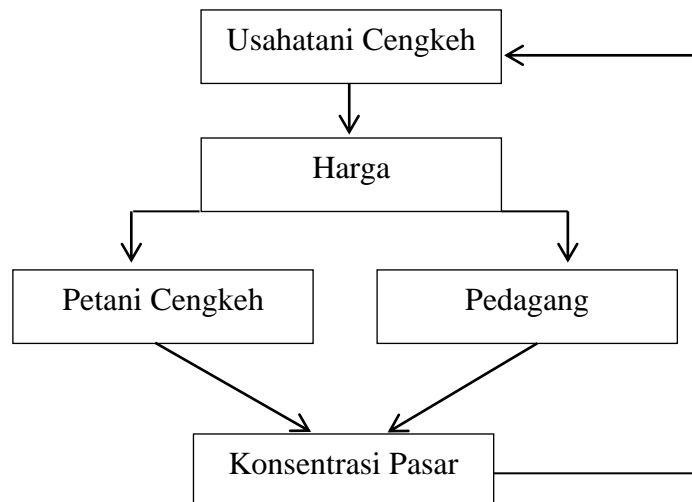 Usahatani Cengkeh
Harga
Petani Cengkeh
Pedagang
Konsentrasi Pasar